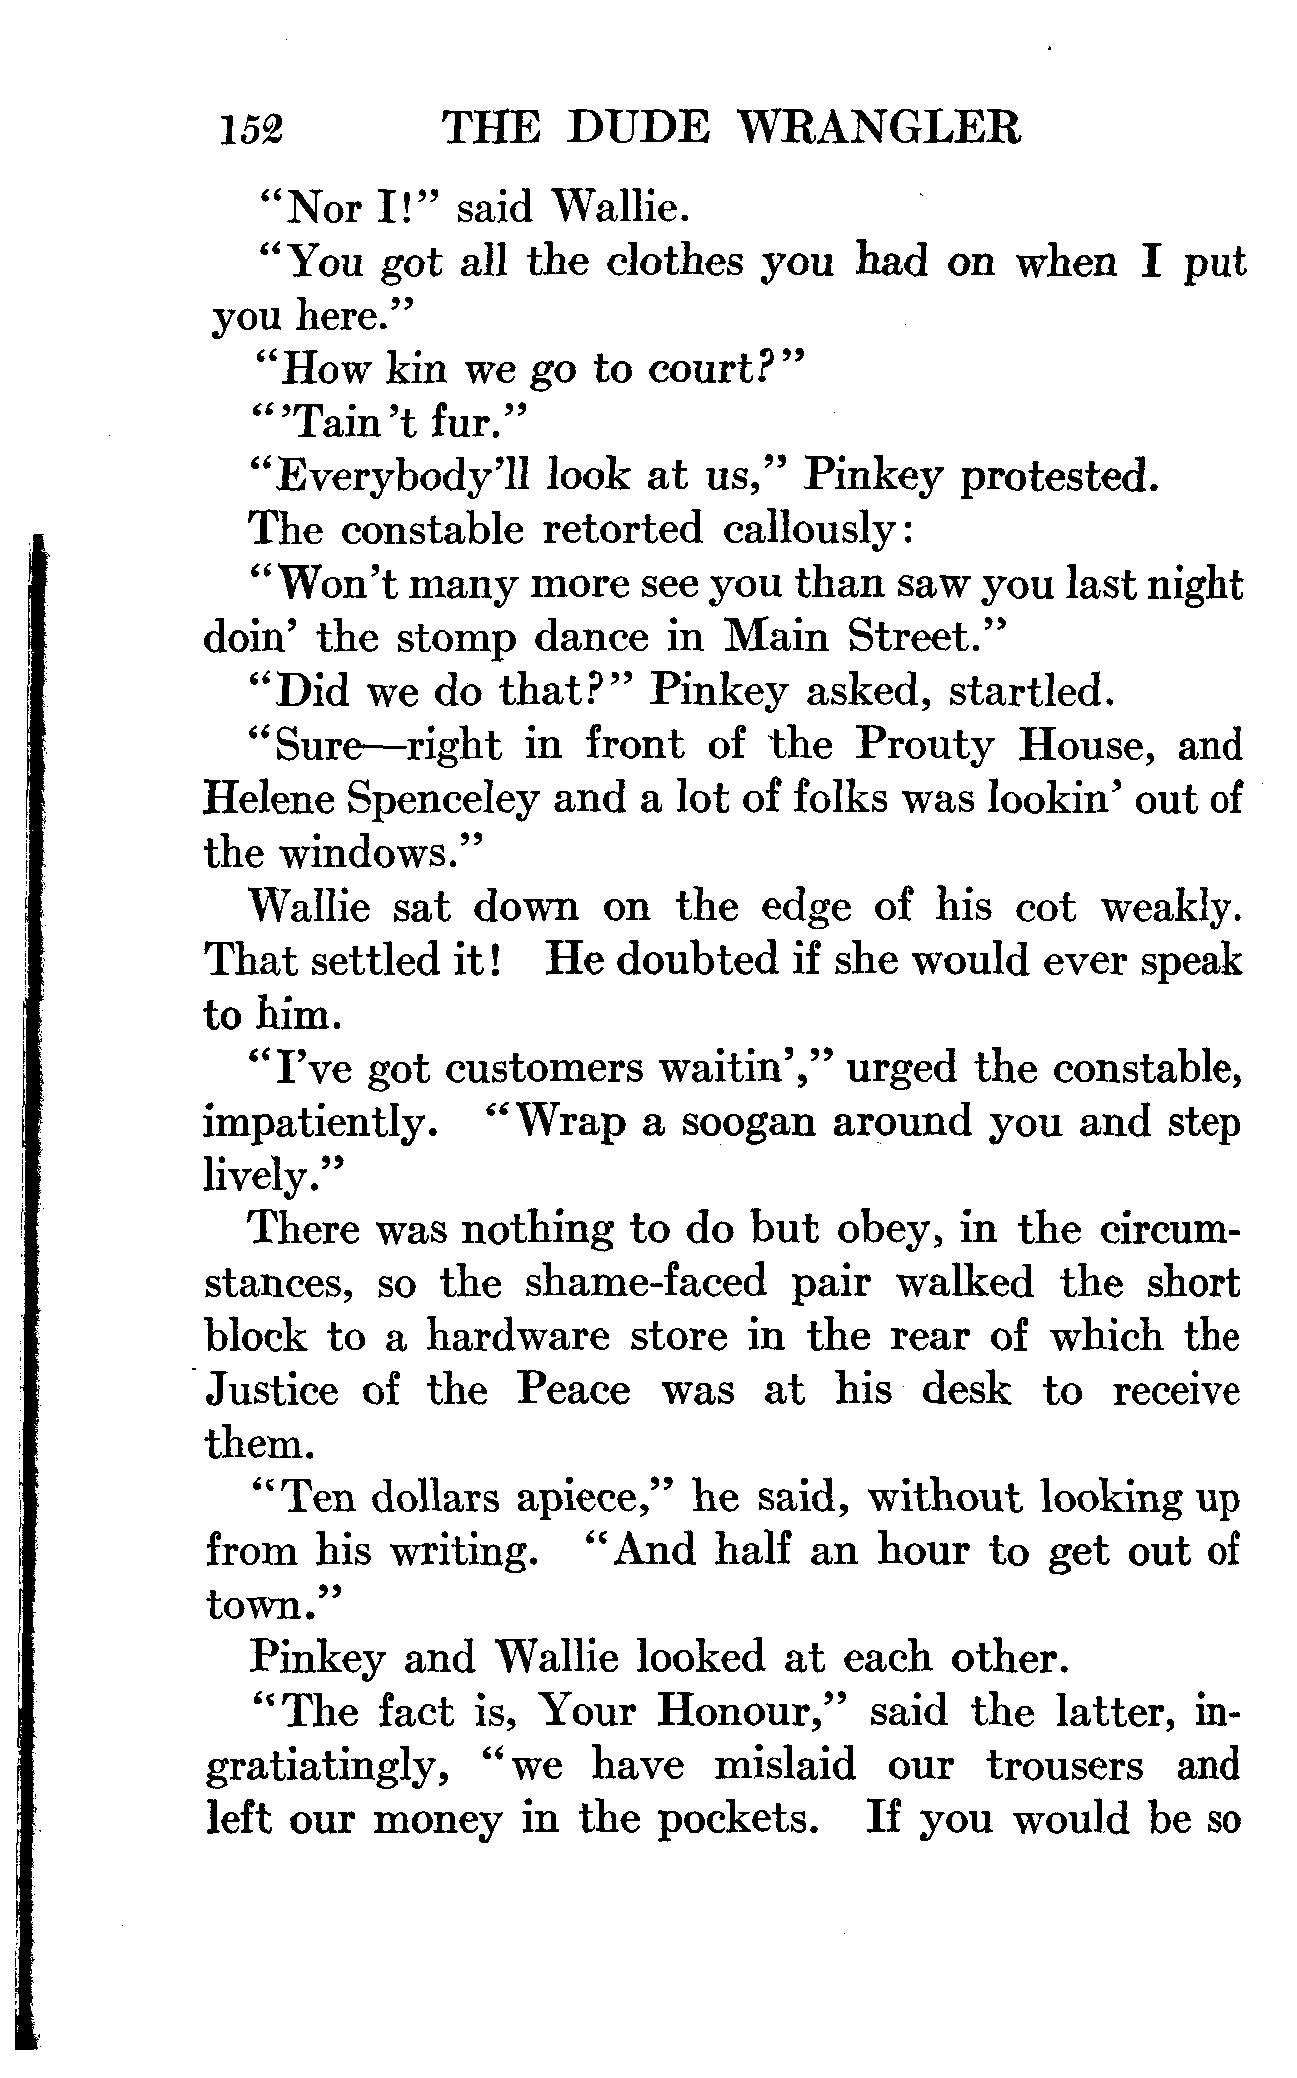 152 THE DUDE WRANGLER
“Nor I!” said Wallie.
“You got all the clothes you had on when I put
you here.”
“How kin we go to court?”
“’Tain’t fur.”
“Everybody’ll look at us,” Pinkey protested.
The constable retorted callously:
“Won’t many more see you than saw you last night
doin’ the stomp dance in Main Street.”
“Did we do that?” Pinkey asked, startled.
“Sure—right in front of the Prouty House, and
Helene Spenceley and a lot of folks was lookin’ out of
the windows.”
Wallie sat down on the edge of his cot weakly.
That settled it! He doubted if she would ever speak
to him.
“I’ve got customers waitin’,” urged the constable,
impatiently. “Wrap a soogan around you and step
lively.”
There was nothing to do but obey, in the circum-
stances, so the shame-faced pair walked the short
block to a hardware store in the rear of which the
Justice of the Peace was at his desk to receive
them.
“Ten dollars apiece,” he said, without looking up
from his writing. “And half an hour to get out of
town.”
Pinkey and Wallie looked at each other.
“The fact is, Your Honour,” said the latter, in-
gratiatingly, “we have mislaid our trousers and
left our money in the pockets. If you would be so